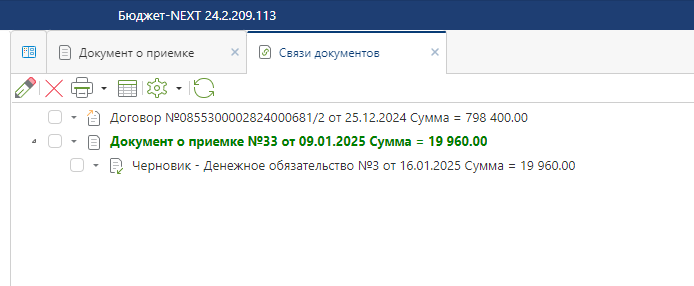 Бюджет-NEXT 24.2.209.113
Документ о приемке
Связи документов
Договор №0855300002824000681/2 от 25.12.2024 Сумма = 798 400.00
Документ о приемке №33 от 09.01.2025 Сумма = 19 960.00
Черновик - Денежное обязательство №3 от 16.01.2025 Сумма = 19 960.00